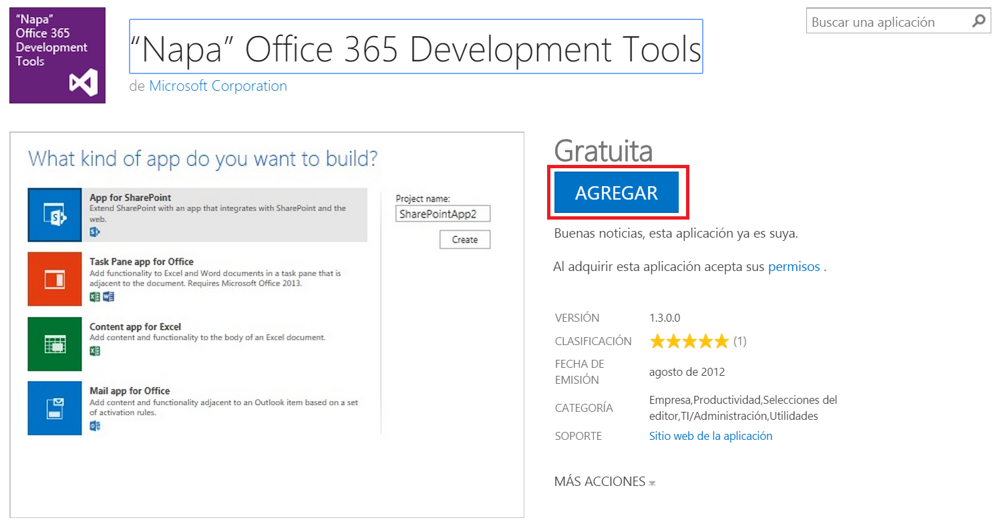 “Napa”
Office 365
Development
Tools
“Napa” Office 365 Development Tools
de Microsoft Corporation
Buscar una aplicación
What kind of app do you want to build?
App for SharePoint
Extend SharePoint with an app that integrates with SharePoint and the
web.
Task Pane app for Office
Add functionality to Excel and Word documents in a task pane that is
adjacent to the document. Requires Microsoft Office 2013.
Content app for Excel
Add content and functionality to the body of an Excel document.
Mail app for Office
Add content and functionality adjacent to an Outlook item based on a set
of activation rules.
Project name:
SharePointApp2
Create
Gratuita
AGREGAR
Buenas noticias, esta aplicación ya es suya.
Al adquirir esta aplicación acepta sus permisos .
VERSIÓN 1.3.0.0
CLASIFICACIÓN (1)
FECHA DE
EMISIÓN
agosto de 2012
CATEGORÍA
Empresa,Productividad,Selecciones del
editor,TI/Administración,Utilidades
SOPORTE Sitio web de la aplicación
MÁS ACCIONES